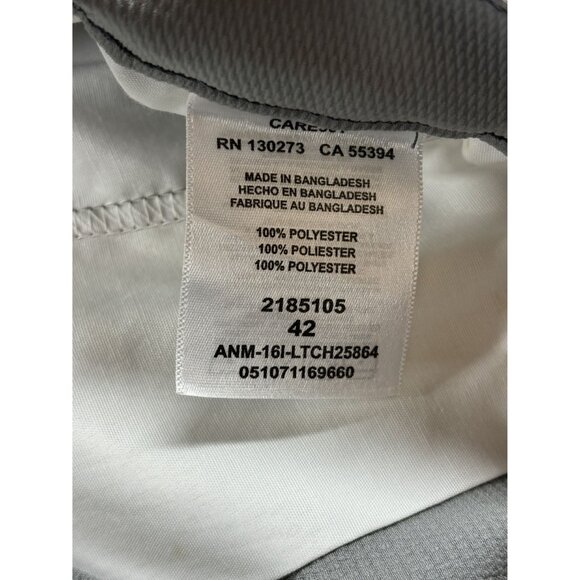 RN 130273 CA 55394
MADE IN BANGLADESH
HECHO EN BANGLADESH
FABRIQUE AU BANGLADESH
100% POLYESTER
100% POLIESTER
100% POLYESTER
2185105
42
ANM-16I-LTCH25864
051071169660